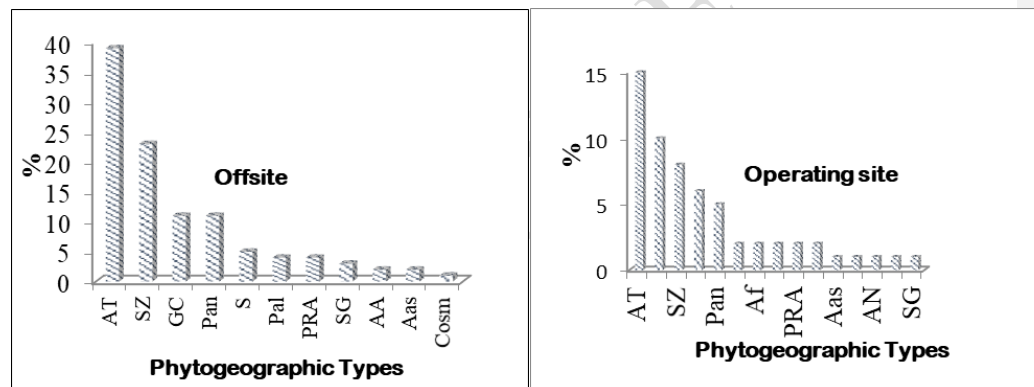 40
35
30
25
20
15
10
5
0
%
Offsite
AT SZ GC Pan S Pal PRA SG AA Aas Cosm
Phytogeographic Types
15
10
5
0
%
Operating site
AT SZ Pan Af PRA Aas AN SG
Phytogeographic Types